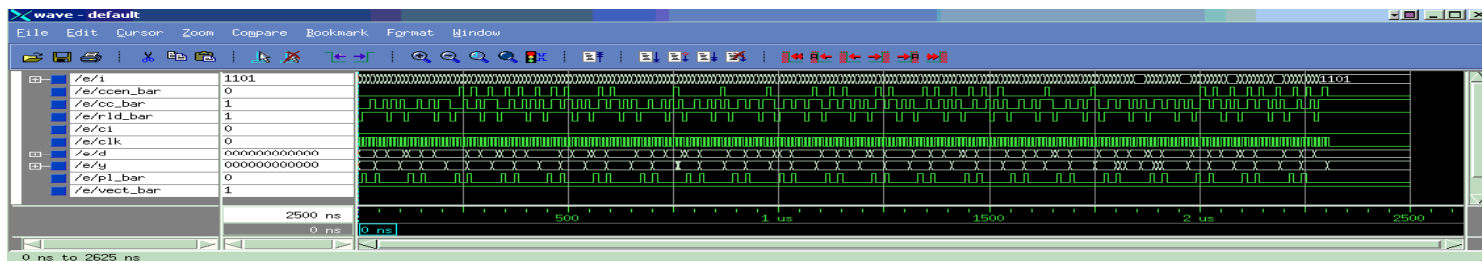 wave - default
File Edit Cursor Zoom Compare Bookmark Format Window
/e/i 1101 1101
/e/ccen_bar 0
/e/cc_bar 1
/e/rld_bar 1
/e/ci 0
/e/clk 0
/e/d 000000000000
/e/y 000000000000
/e/pl_bar 0
/e/vect_bar 1
2500 ns 500 1 us 1500 2 us 2500
0 ns 0 ns
0 ns to 2625 ns